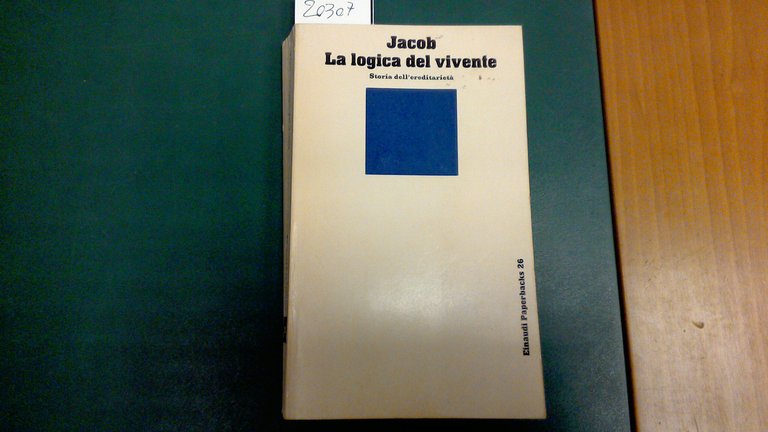 20307
Jacob
La logica del vivente
Storia dell'ereditarietà
Einaudi Paperbacks 26